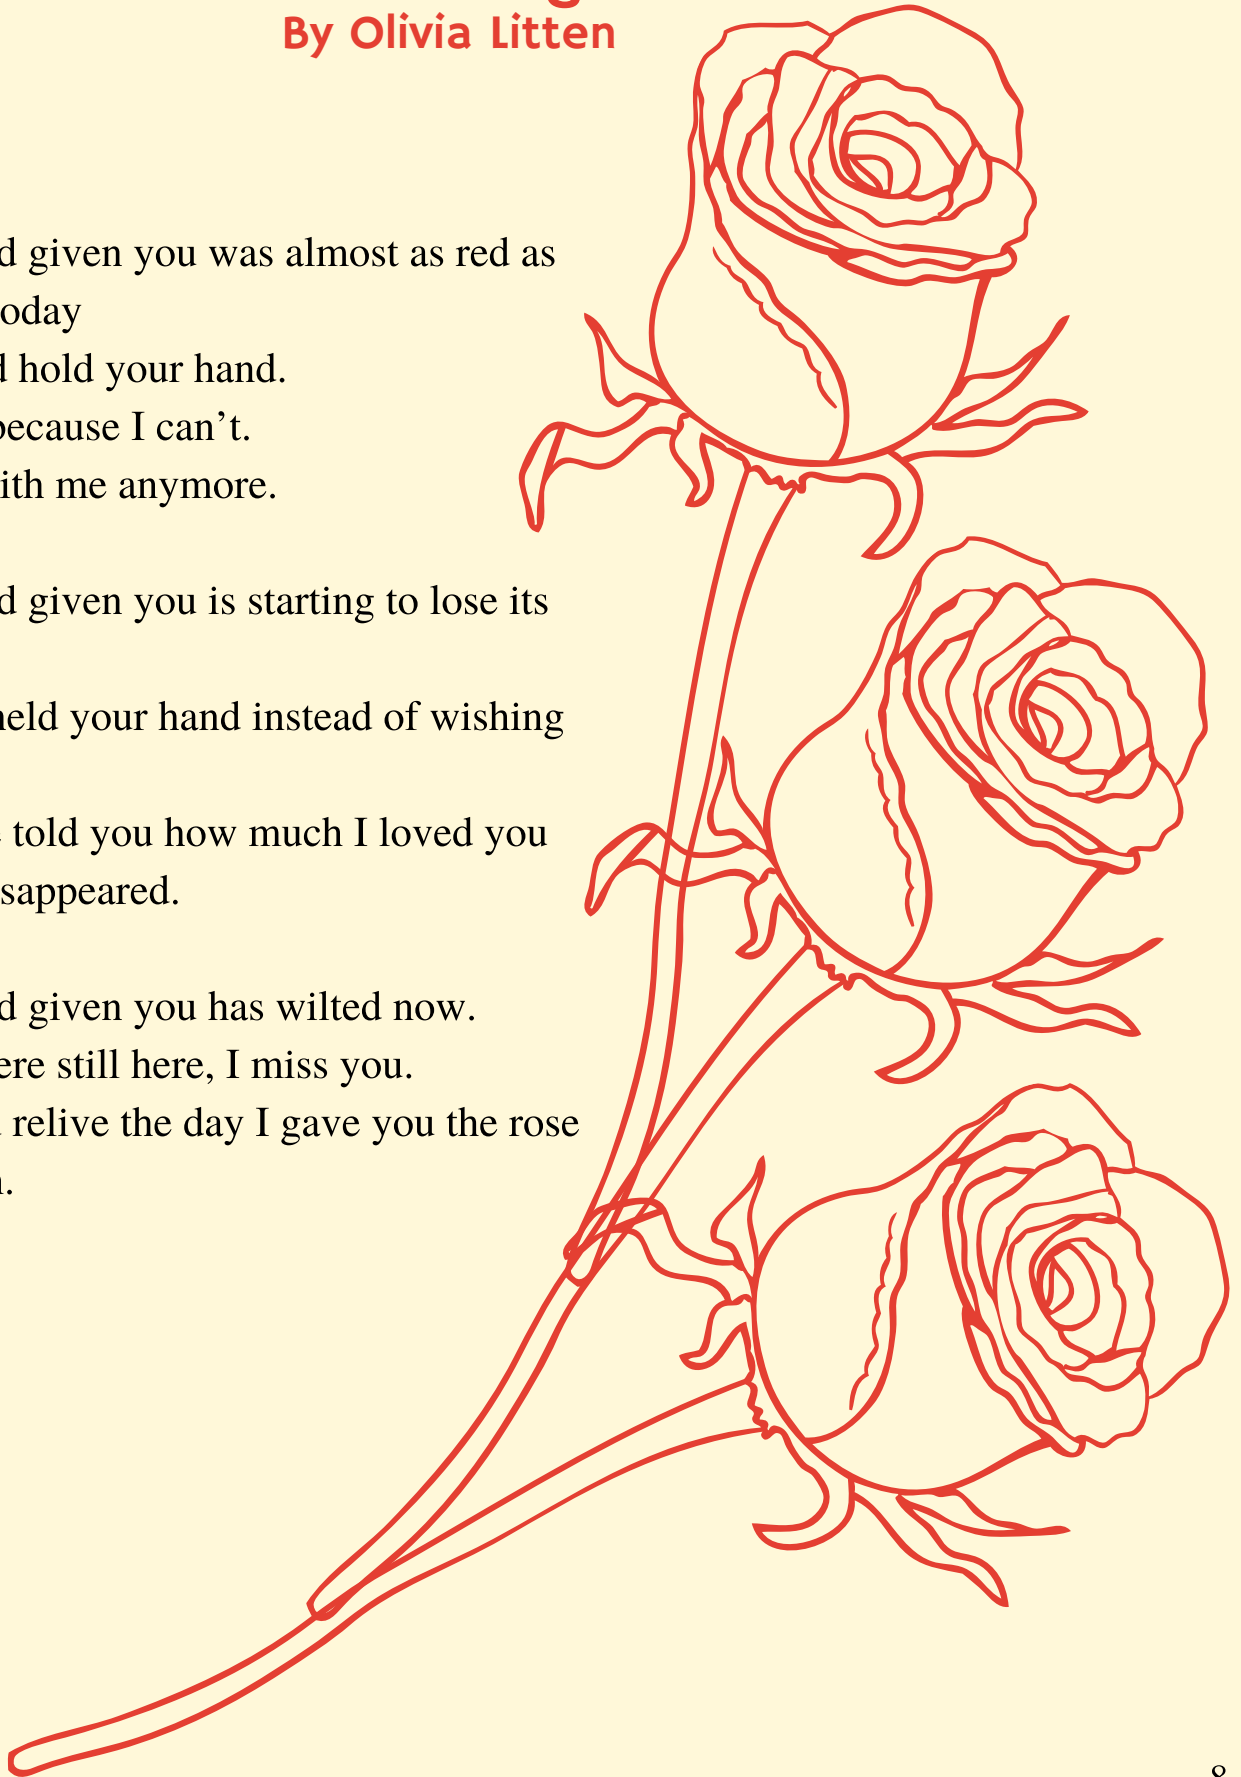 By Olivia Litten
d given you was almost as red as
oday
d hold your hand.
because I can’t.
ith me anymore.
d given you is starting to lose its
held your hand instead of wishing
told you how much I loved you
sappeared.
d given you has wilted now.
ere still here, I miss you.
relive the day I gave you the rose
8